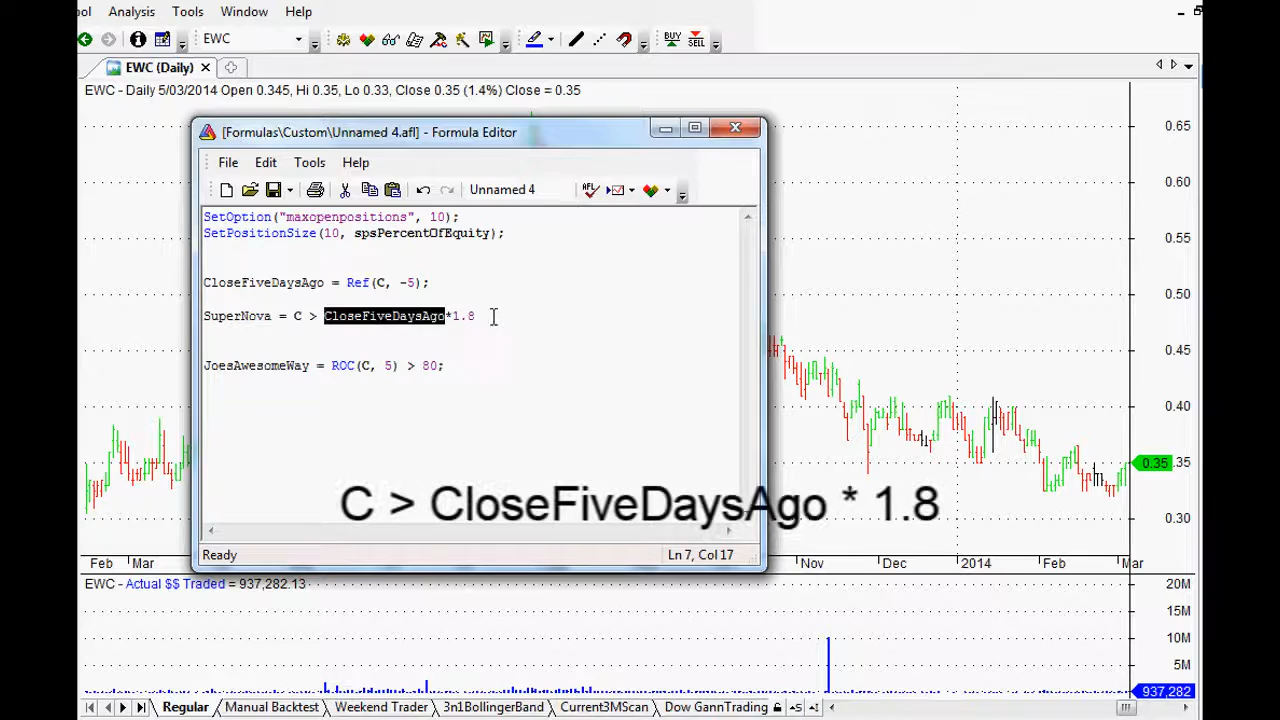 ol Analysis Tools Window Help
EWC BUY SELL
EWC (Daily)
EWC - Daily 5/03/2014 Open 0.345, Hi 0.35, Lo 0.33, Close 0.35 (1.4%) Close = 0.35
[Formulas\Custom\Unnamed 4.afl] - Formula Editor
File Edit Tools Help
Unnamed 4 AFL
SetOption("maxopenpositions", 10);
SetPositionSize(10, spsPercentOfEquity);
CloseFiveDaysAgo = Ref(C, -5);
SuperNova = C > CloseFiveDaysAgo*1.8
JoesAwesomeWay = ROC(C, 5) > 80;
C > CloseFiveDaysAgo * 1.8
Ready Ln 7, Col 17
0.65
0.60
0.55
0.50
0.45
0.40
0.35 .35
0.30
Feb Mar Nov Dec 2014 Feb Mar
EWC - Actual $$ Traded = 937,282.13
20M
15M
10M
5M
937,282
Regular Manual Backtest Weekend Trader 3n1BollingerBand Current3MScan Dow GannTrading